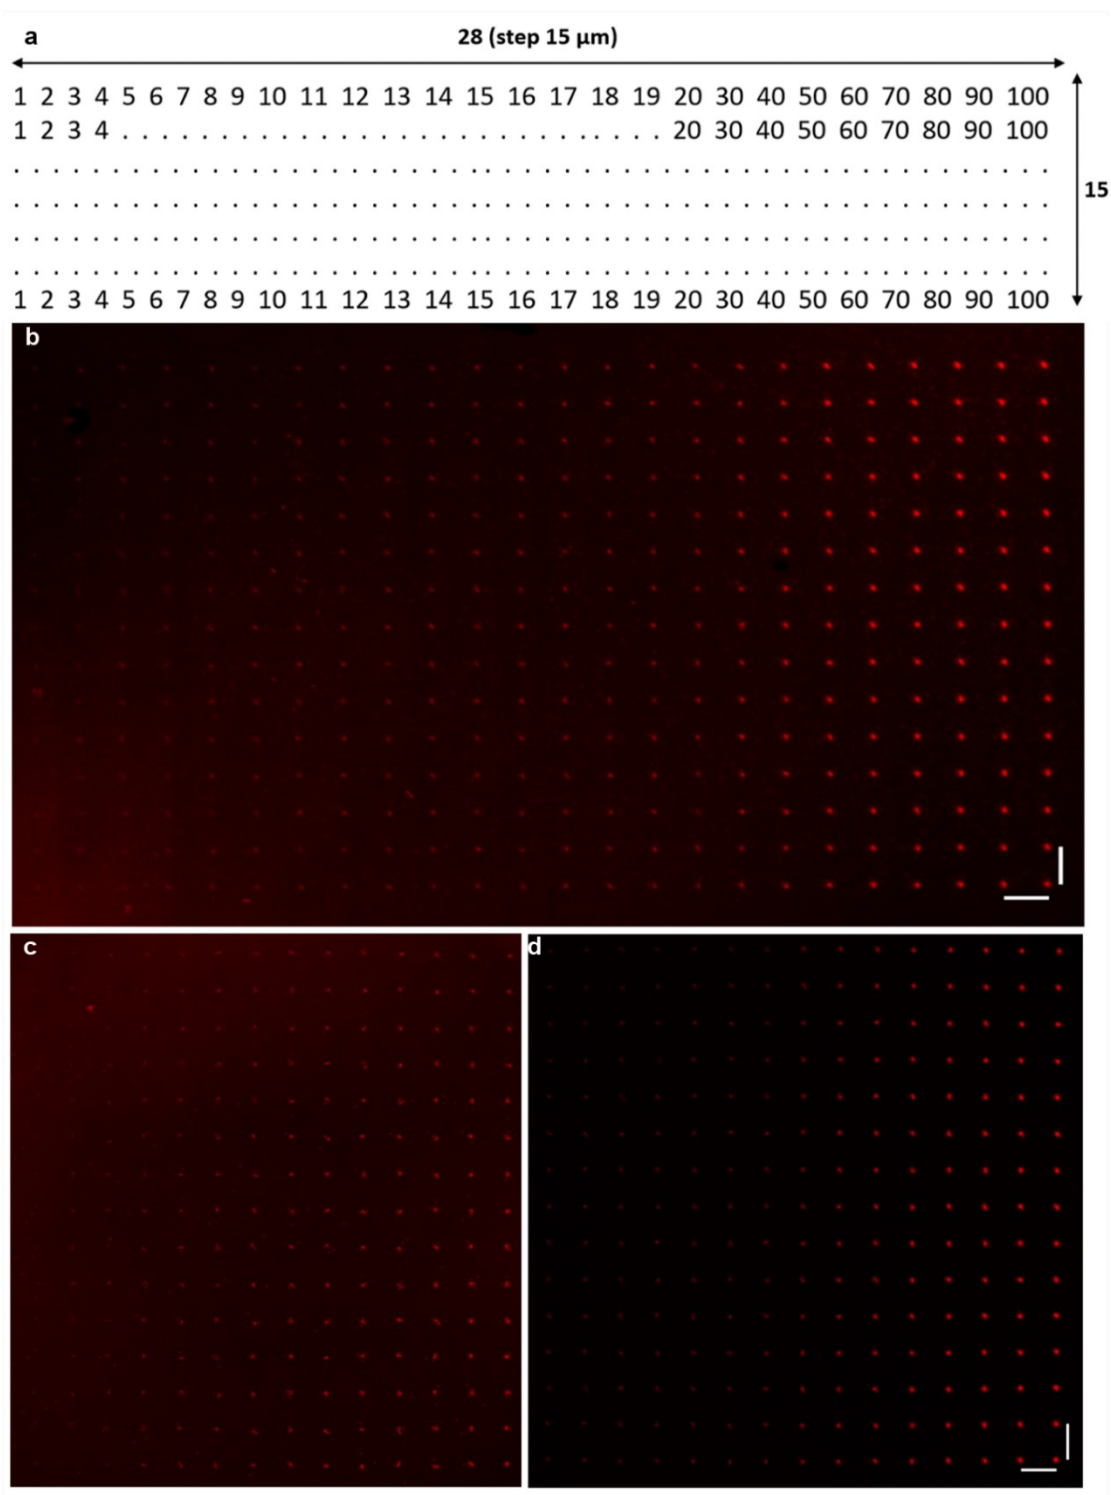 a
28 (step 15 µm)
1 2 3 4 5 6 7 8 9 10 11 12 13 14 15 16 17 18 19 20 30 40 50 60 70 80 90 100
1 2 3 4 . . . . . . . . . . . . . . . . . . . . . . . . . . . . 20 30 40 50 60 70 80 90 100
. . . . . . . . . . . . . . . . . . . . . . . . . . . . . . . . . . . . . . . . . . . . . . . . . . . . .
15
. . . . . . . . . . . . . . . . . . . . . . . . . . . . . . . . . . . . . . . . . . . . . . . . . . . . .
. . . . . . . . . . . . . . . . . . . . . . . . . . . . . . . . . . . . . . . . . . . . . . . . . . . . .
. . . . . . . . . . . . . . . . . . . . . . . . . . . . . . . . . . . . . . . . . . . . . . . . . . . . .
1 2 3 4 5 6 7 8 9 10 11 12 13 14 15 16 17 18 19 20 30 40 50 60 70 80 90 100
b
c
d